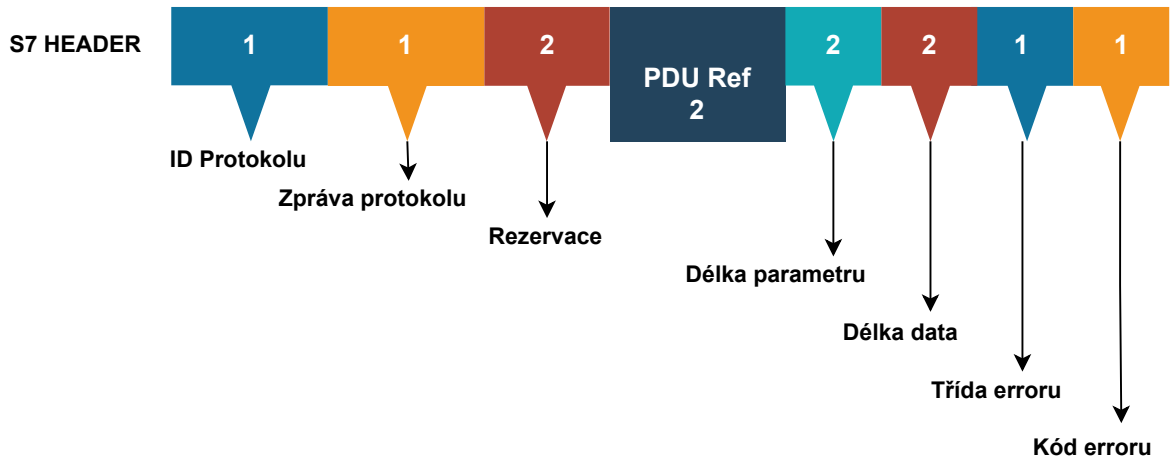 S7 HEADER
1
1
2
PDU Ref
2
2
2
1
1
ID Protokolu
Zpráva protokolu
Rezervace
Délka parametru
Délka data
Třída erroru
Kód erroru